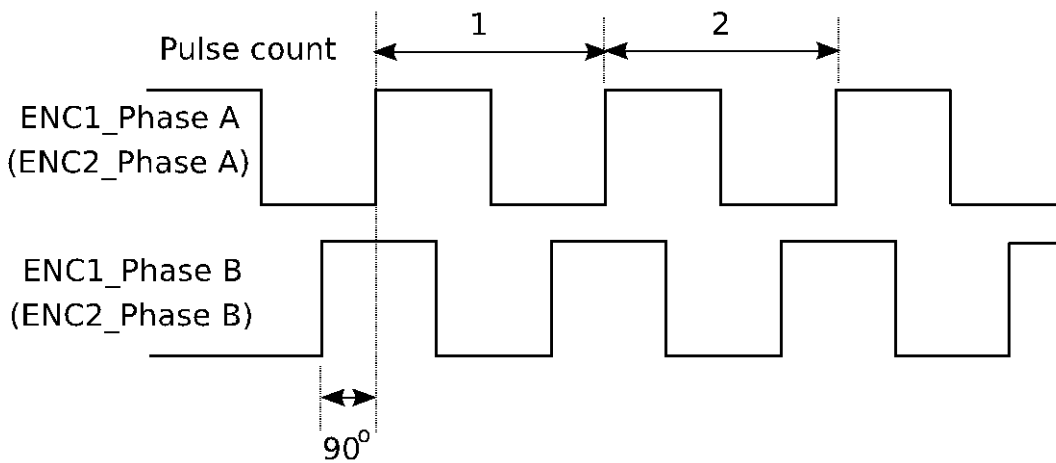 1
2
Pulse count
ENC1_Phase A
(ENC2_Phase A)
ENC1_Phase B
(ENC2_Phase B)
90°